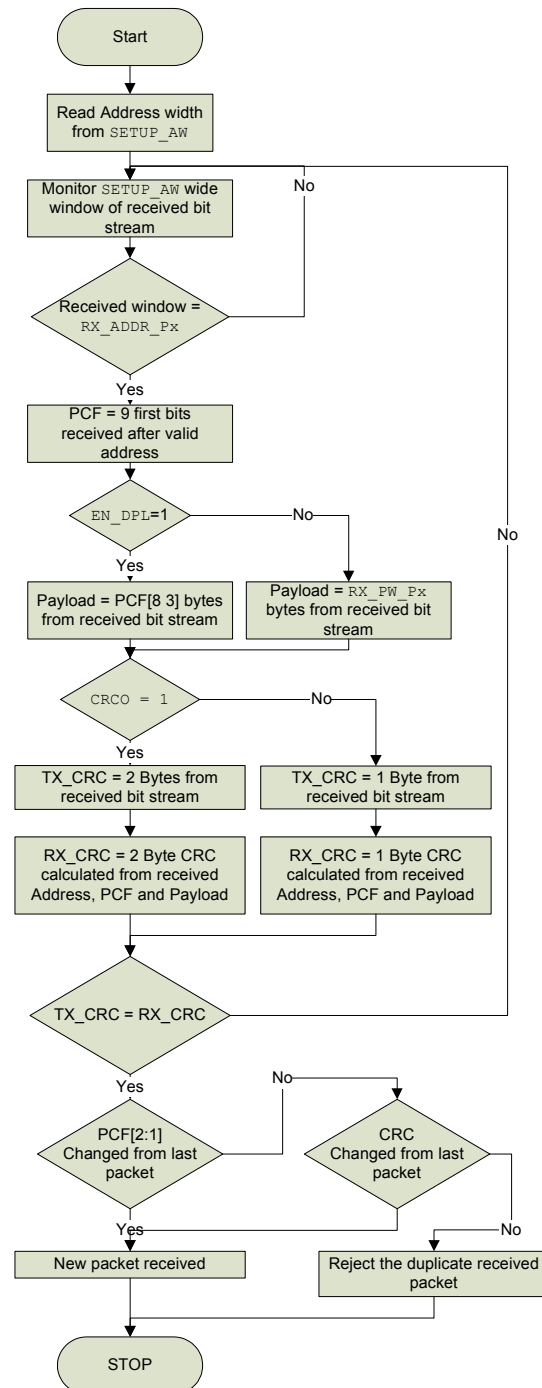 Start
Read Address width
from SETUP_AW
No
Monitor SETUP_AW wide
window of received bit
stream
Received window =
RX_ADDR_Px
Yes
PCF = 9 first bits
received after valid
address
EN_DPL=1
No
No
Yes
Payload = PCF[8 3] bytes
from received bit stream
Payload = RX_PW_Px
bytes from received bit
stream
CRCO = 1
No
Yes
TX_CRC = 2 Bytes from
received bit stream
TX_CRC = 1 Byte from
received bit stream
RX_CRC = 2 Byte CRC
calculated from received
Address, PCF and Payload
RX_CRC = 1 Byte CRC
calculated from received
Address, PCF and Payload
TX_CRC = RX_CRC
Yes
No
PCF[2:1]
Changed from last
packet
CRC
Changed from last
packet
Yes
No
New packet received
Reject the duplicate received
packet
STOP